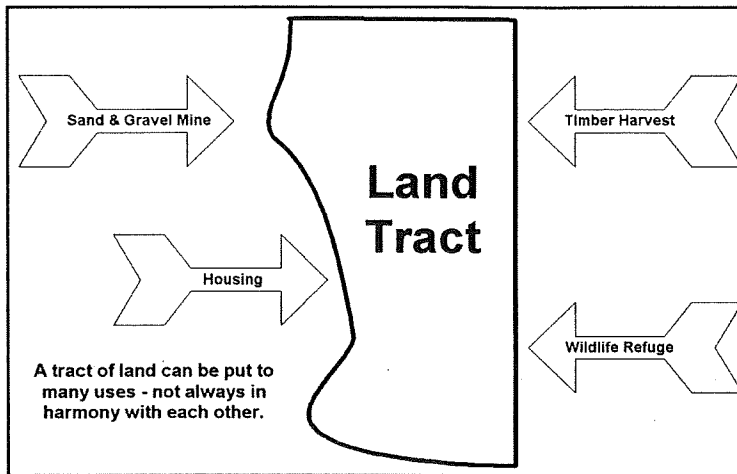 Sand & Gravel Mine
Timber Harvest
Land
Tract
Housing
Wildlife Refuge
A tract of land can be put to
many uses - not always in
harmony with each other.